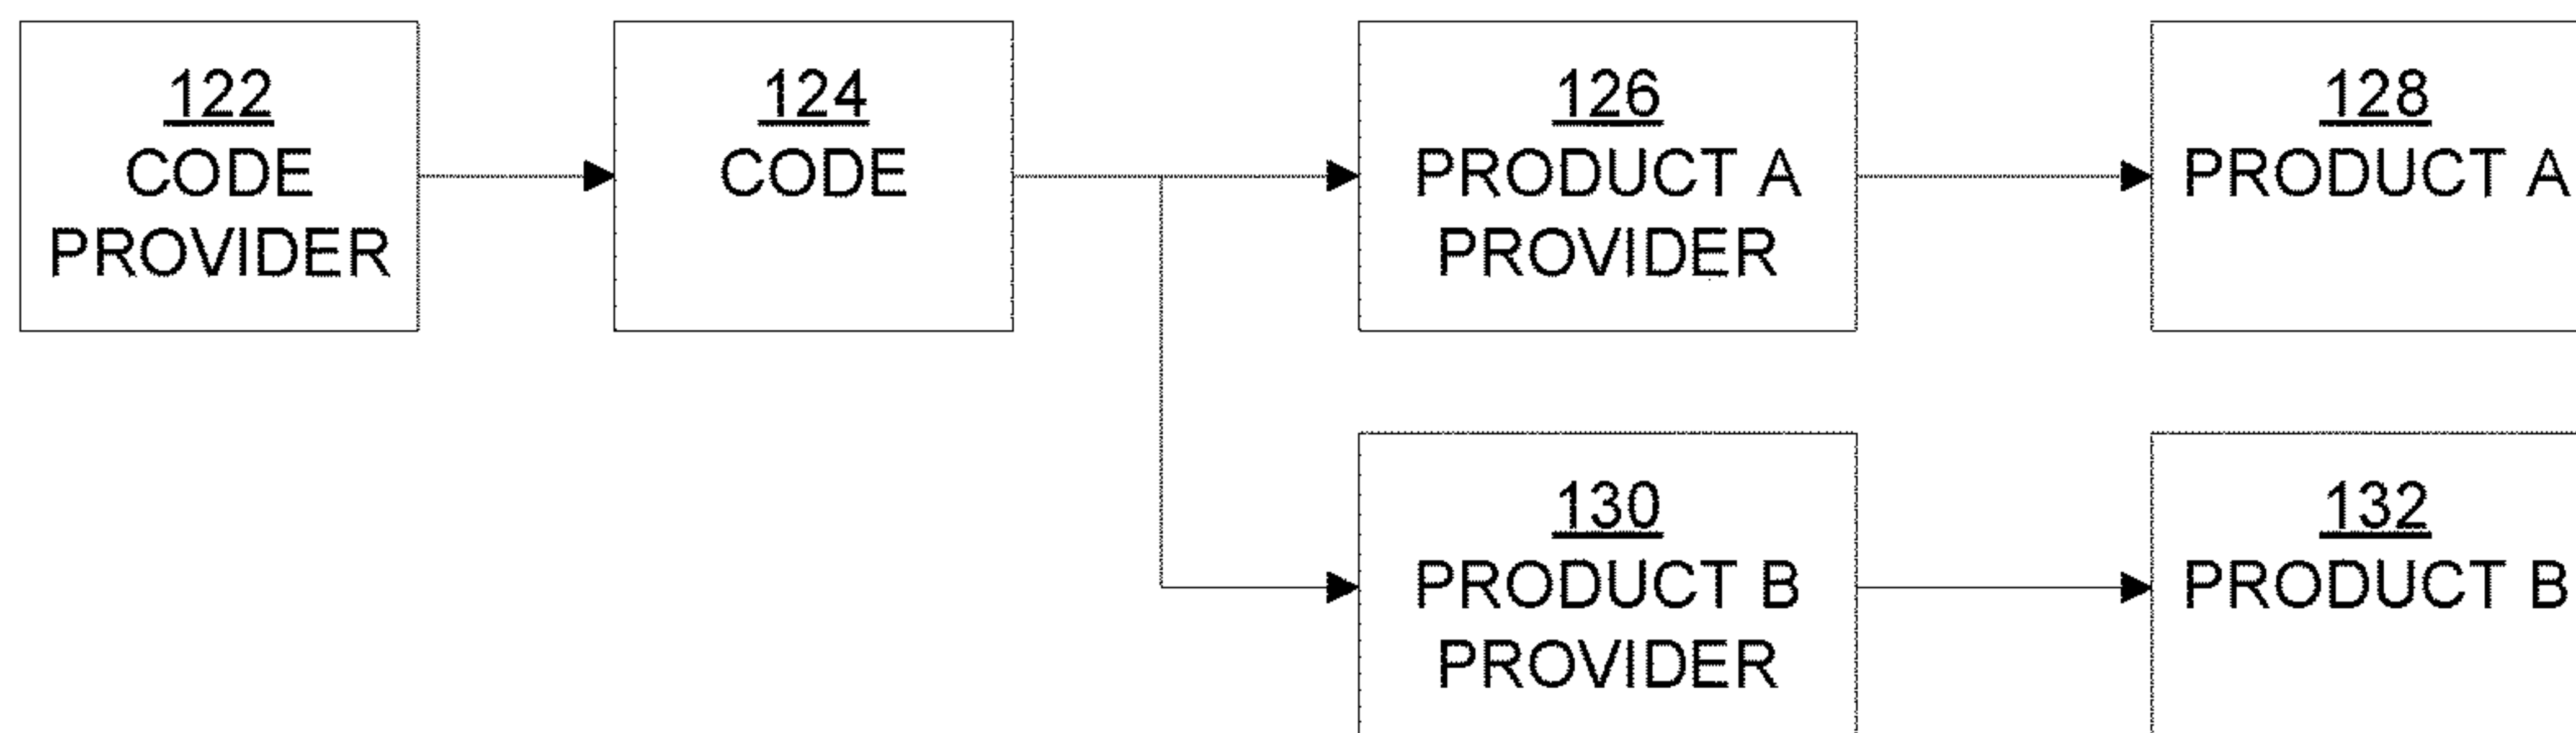 122
CODE
PROVIDER
124
CODE
126
PRODUCT A
PROVIDER
128
PRODUCT A
130
PRODUCT B
PROVIDER
132
PRODUCT B